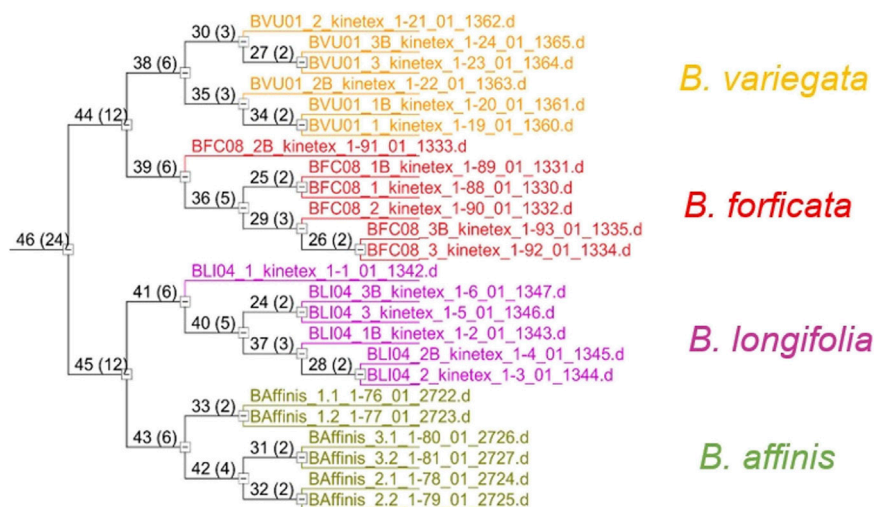 BVU01_2_kinetex_1-21_01_1362.d
30 (3)
BVU01_3B_kinetex_1-24_01_1365.d
27 (2)
38 (6)
BVU01_3_kinetex_1-23_01_1364.d
BVU01_2B_kinetex_1-22_01_1363.d
B. variegata
35 (3)
BVU01_1B_kinetex_1-20_01_1361.d
34 (2)
44 (12)
BVU01_1_kinetex_1-19_01_1360.d
BFC08_2B_kinetex_1-91_01_1333.d
39 (6)
BFC08_1B_kinetex_1-89_01_1331.d
25 (2)
BFC08_1_kinetex_1-88_01_1330.d
36 (5)
BFC08_2_kinetex_1-90_01_1332.d
B. forficata
29 (3)
BFC08_3B_kinetex_1-93_01_1335.d
26 (2)
46 (24)
BFC08_3_kinetex_1-92_01_1334.d
BLI04_1_kinetex_1-1_01_1342.d
41 (6)
BLI04_3B_kinetex_1-6_01_1347.d
24 (2)
BLI04_3_kinetex_1-5_01_1346.d
40 (5)
BLI04_1B_kinetex_1-2_01_1343.d
B. longifolia
37 (3)
BLI04_2B_kinetex_1-4_01_1345.d
28 (2)
45 (12)
BLI04_2_kinetex_1-3_01_1344.d
BAffinis_1.1_1-76_01_2722.d
33 (2)
BAffinis_1.2_1-77_01_2723.d
43 (6)
BAffinis_3.1_1-80_01_2726.d
31 (2)
BAffinis_3.2_1-81_01_2727.d
B. affinis
42 (4)
BAffinis_2.1_1-78_01_2724.d
32 (2)
BAffinis_2.2_1-79_01_2725.d